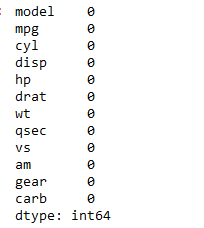 model 0
mpg 0
cyl 0
disp 0
hp 0
drat 0
wt 0
qsec 0
vs 0
am 0
gear 0
carb 0
dtype: int64